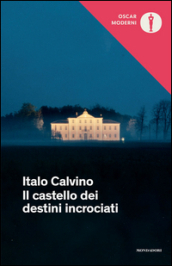 OSCAR
MODERNI
Italo Calvino
Il castello dei
destini incrociati
MONDADORI